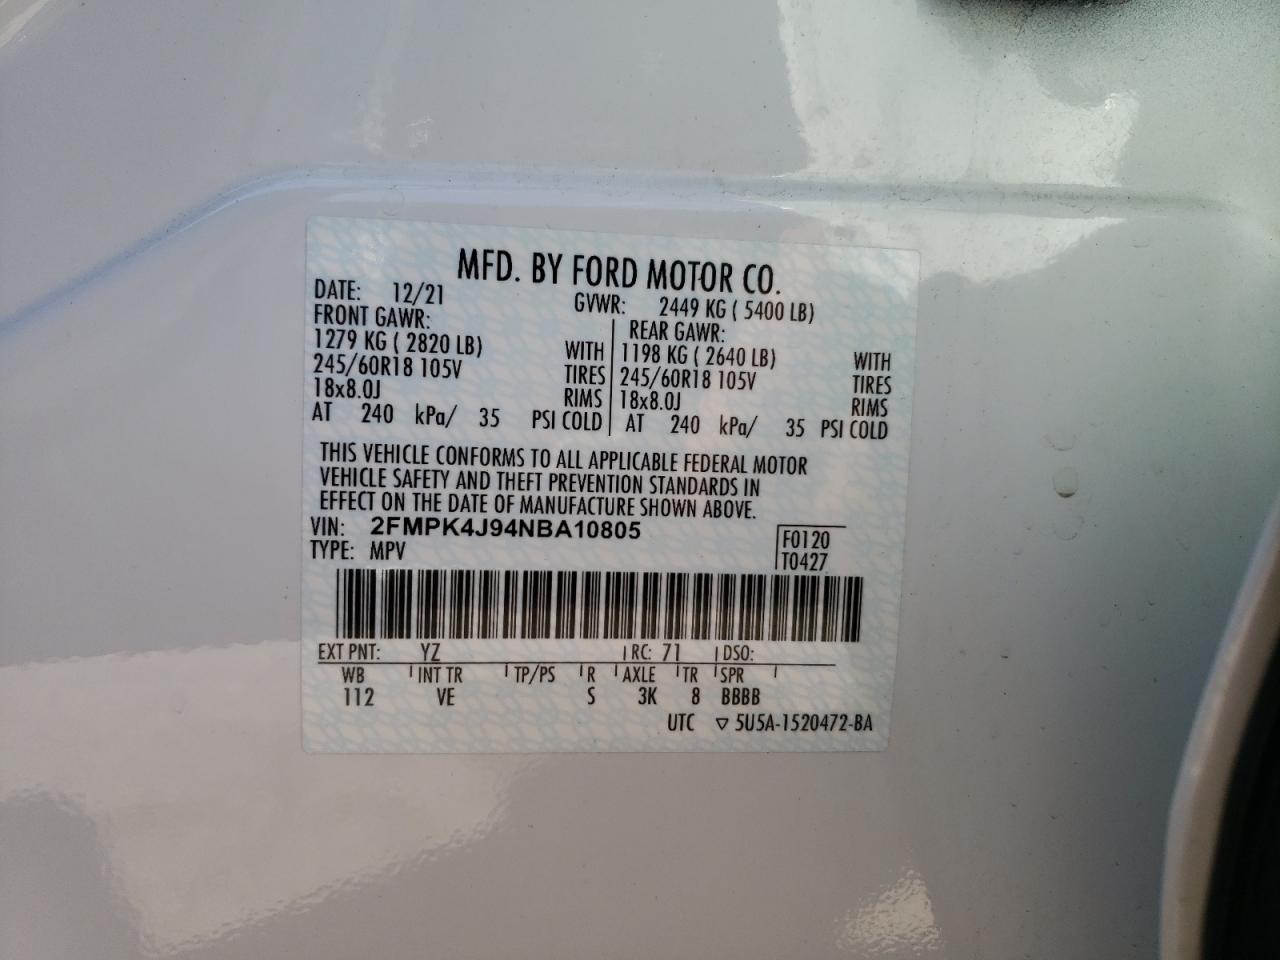 MFD. BY FORD MOTOR CO.
DATE: 12/21 GVWR: 2449 KG ( 5400 LB)
FRONT GAWR: REAR GAWR:
1279 KG ( 2820 LB) WITH 1198 KG ( 2640 LB) WITH
245/60R18 105V TIRES 245/60R18 105V TIRES
18x8.0J RIMS 18x8.0J RIMS
AT 240 kPa/ 35 PSI COLD AT 240 kPa/ 35 PSI COLD
THIS VEHICLE CONFORMS TO ALL APPLICABLE FEDERAL MOTOR
VEHICLE SAFETY AND THEFT PREVENTION STANDARDS IN
EFFECT ON THE DATE OF MANUFACTURE SHOWN ABOVE.
VIN: 2FMPK4J94NBA10805 F0120
TYPE: MPV T0427
EXT PNT: YZ RC: 71 DSO:
WB INT TR TP/PS R AXLE TR SPR
112 VE S 3K 8 BBBB
UTC ▽ 5U5A-1520472-BA